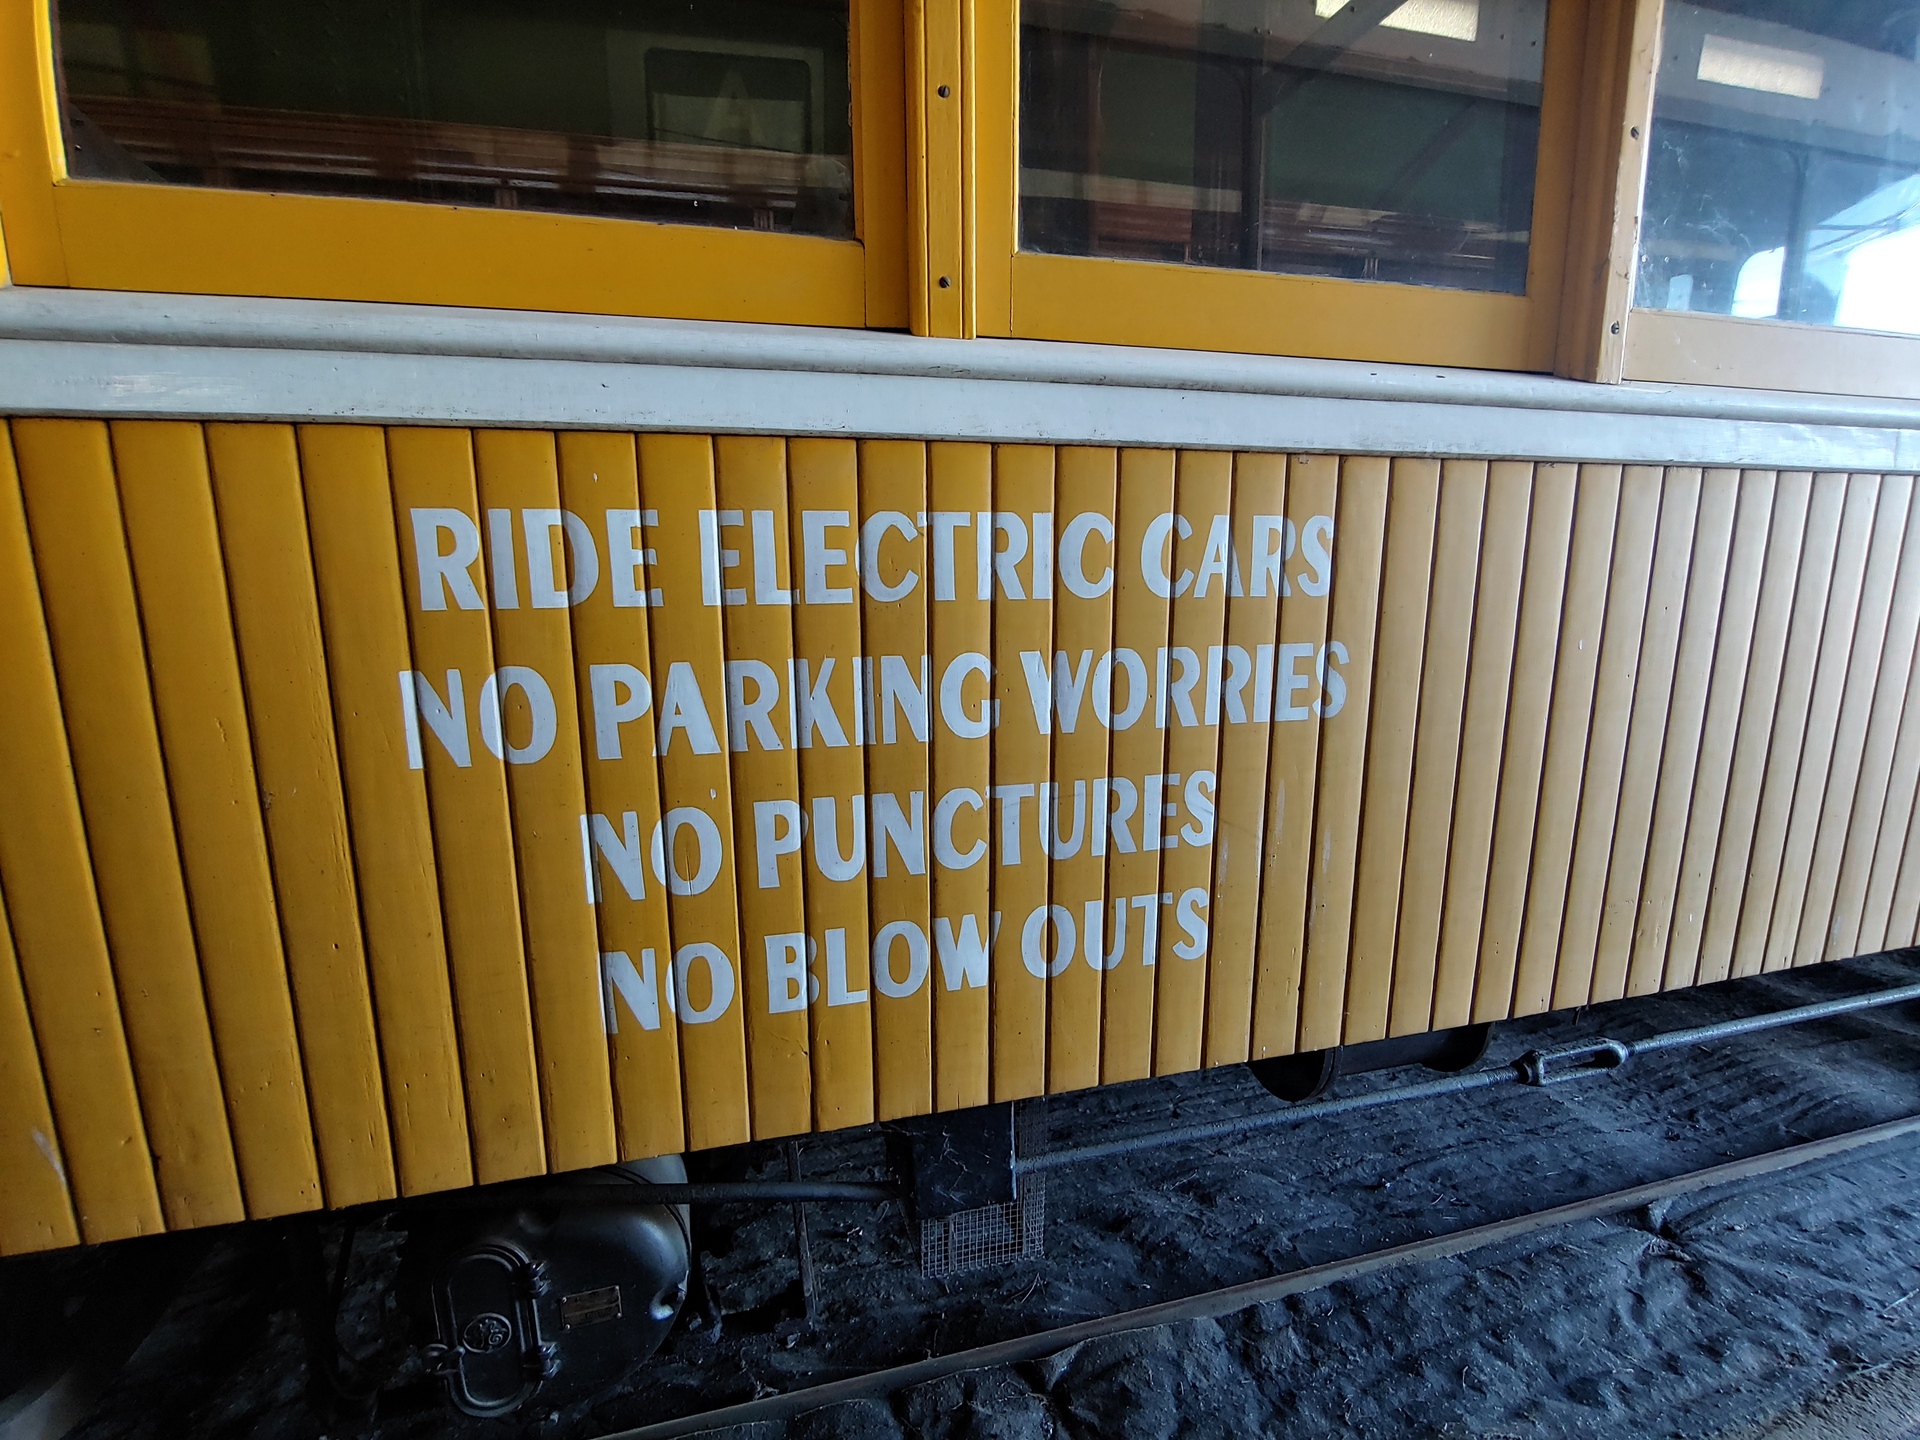 RIDE ELECTRIC CARS
NO PARKING WORRIES
NO PUNCTURES
NO BLOW OUTS